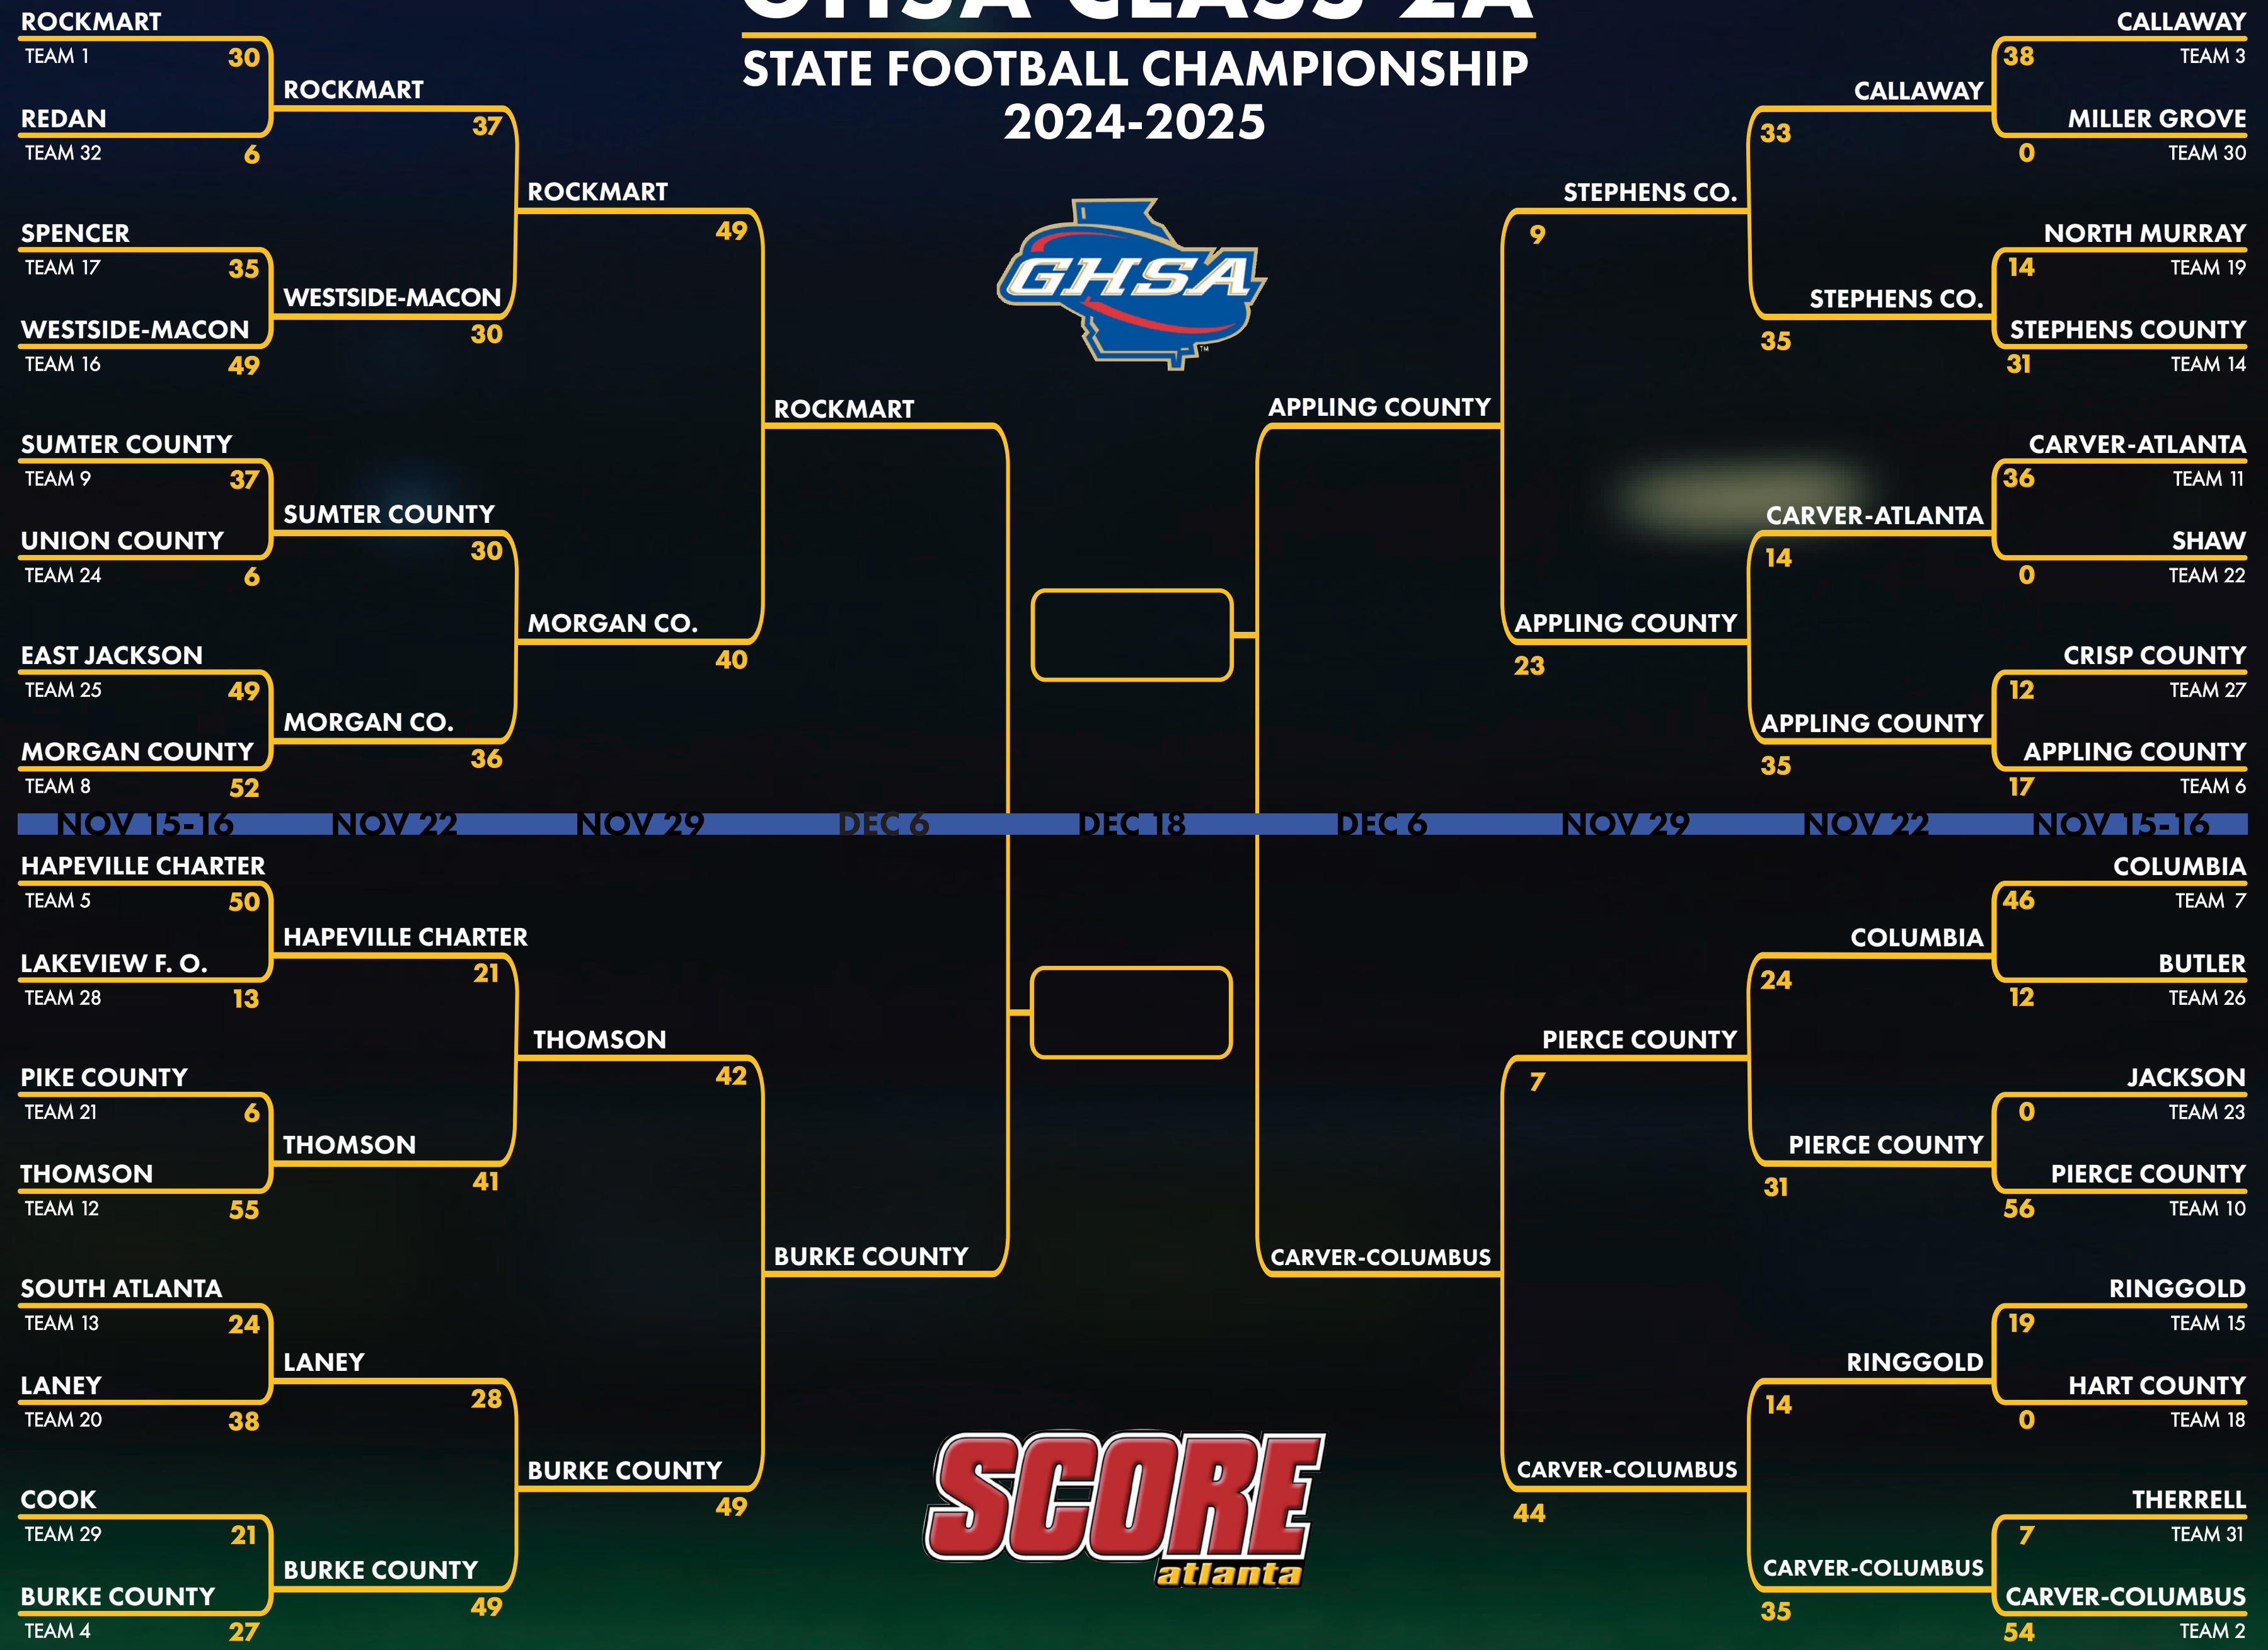 GHSA CLASS 2A
STATE FOOTBALL CHAMPIONSHIP
2024-2025
ROCKMART
TEAM 1
30
REDAN
TEAM 32
6
SPENCER
TEAM 17
35
WESTSIDE-MACON
TEAM 16
49
SUMTER COUNTY
TEAM 9
37
UNION COUNTY
TEAM 24
6
EAST JACKSON
TEAM 25
49
MORGAN COUNTY
TEAM 8
52
ROCKMART
37
WESTSIDE-MACON
30
SUMTER COUNTY
30
MORGAN CO.
36
ROCKMART
49
MORGAN CO.
40
ROCKMART
GHSA
TM
APPLING COUNTY
STEPHENS CO.
9
APPLING COUNTY
23
CALLAWAY
33
STEPHENS CO.
35
CARVER-ATLANTA
14
APPLING COUNTY
35
CALLAWAY
38
TEAM 3
MILLER GROVE
0
TEAM 30
NORTH MURRAY
14
TEAM 19
STEPHENS COUNTY
31
TEAM 14
CARVER-ATLANTA
36
TEAM 11
SHAW
0
TEAM 22
CRISP COUNTY
12
TEAM 27
APPLING COUNTY
17
TEAM 6
NOV 15-16 NOV 22 NOV 29 DEC 6 DEC 18 DEC 6 NOV 29 NOV 22 NOV 15-16
HAPEVILLE CHARTER
TEAM 5
50
LAKEVIEW F. O.
TEAM 28
13
PIKE COUNTY
TEAM 21
6
THOMSON
TEAM 12
55
SOUTH ATLANTA
TEAM 13
24
LANEY
TEAM 20
38
COOK
TEAM 29
21
BURKE COUNTY
TEAM 4
27
HAPEVILLE CHARTER
21
THOMSON
41
LANEY
28
BURKE COUNTY
49
THOMSON
42
BURKE COUNTY
49
BURKE COUNTY
SCORE
atlanta
CARVER-COLUMBUS
PIERCE COUNTY
7
CARVER-COLUMBUS
44
COLUMBIA
24
PIERCE COUNTY
31
RINGGOLD
14
CARVER-COLUMBUS
35
COLUMBIA
46
TEAM 7
BUTLER
12
TEAM 26
JACKSON
0
TEAM 23
PIERCE COUNTY
56
TEAM 10
RINGGOLD
19
TEAM 15
HART COUNTY
0
TEAM 18
THERRELL
7
TEAM 31
CARVER-COLUMBUS
54
TEAM 2